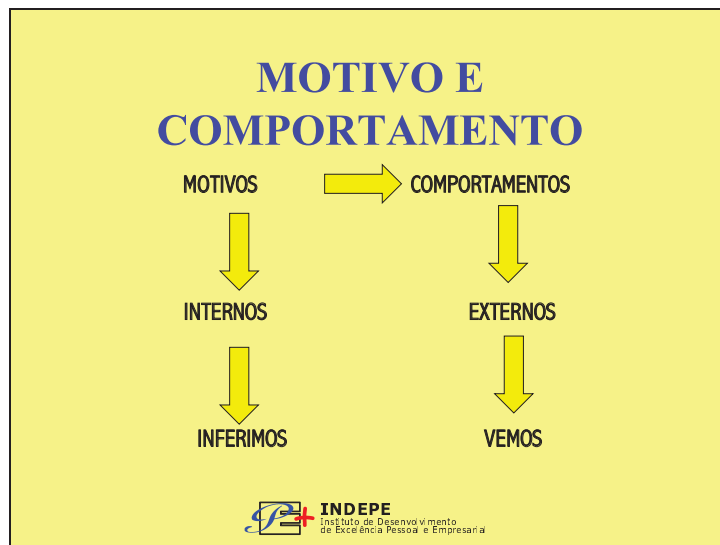 MOTIVO E
COMPORTAMENTO
MOTIVOS
COMPORTAMENTOS
INTERNOS
EXTERNOS
INFERIMOS
VEMOS
INDEPE
Instituto de Desenvolvimento
de Excelência Pessoal e Empresarial